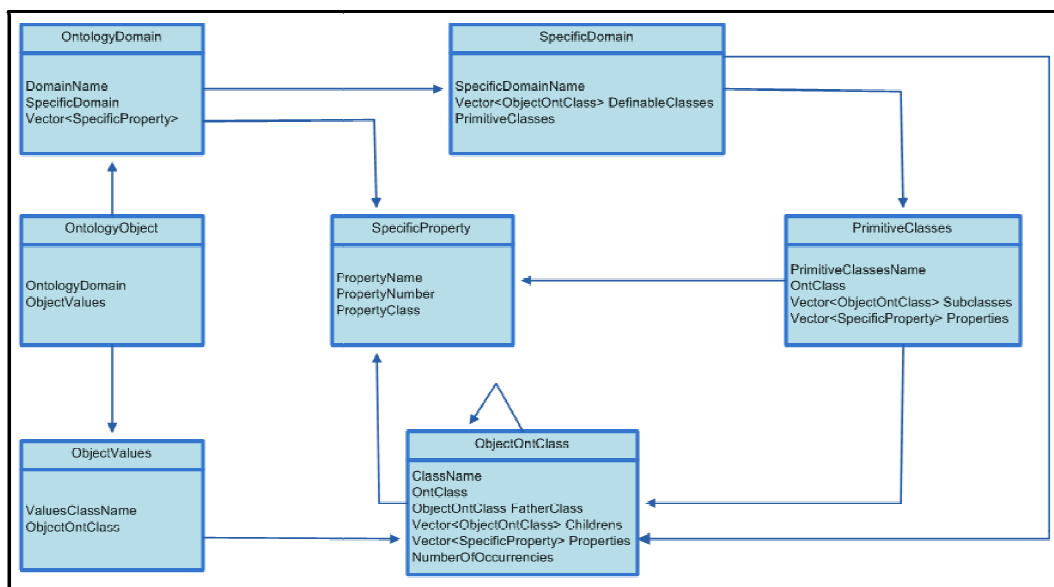 OntologyDomain
DomainName
SpecificDomain
Vector<SpecificProperty>
SpecificDomain
SpecificDomainName
Vector<ObjectOntClass> DefinableClasses
PrimitiveClasses
OntologyObject
OntologyDomain
ObjectValues
SpecificProperty
PropertyName
PropertyNumber
PropertyClass
PrimitiveClasses
PrimitiveClassesName
OntClass
Vector<ObjectOntClass> Subclasses
Vector<SpecificProperty> Properties
ObjectValues
ValuesClassName
ObjectOntClass
ObjectOntClass
ClassName
OntClass
ObjectOntClass FatherClass
Vector<ObjectOntClass> Childrens
Vector<SpecificProperty> Properties
NumberOfOccurrencies